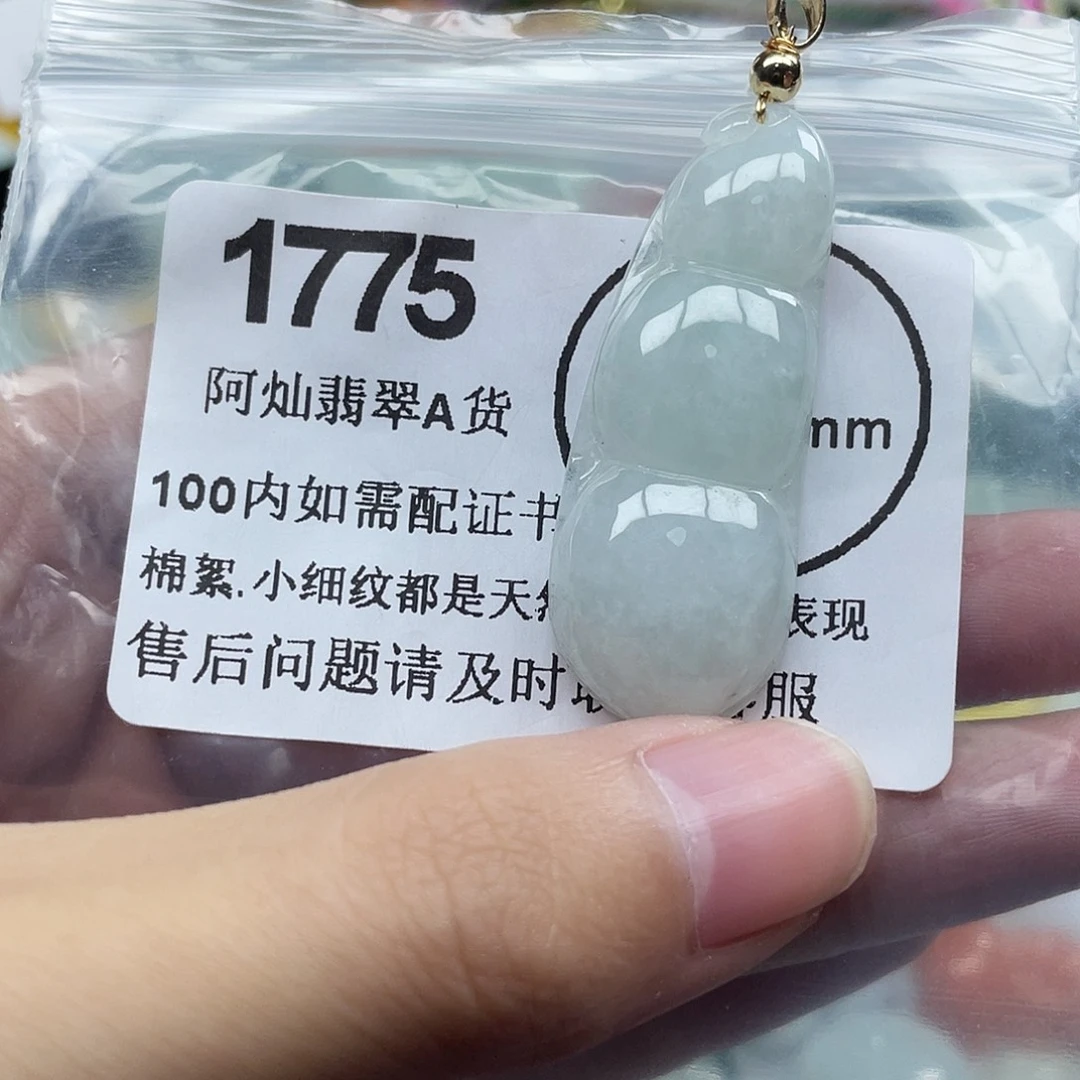 1775
阿灿翡翠A货
mm
100内如需配证书
棉絮.小细纹都是天 表现
售后问题请及时 服